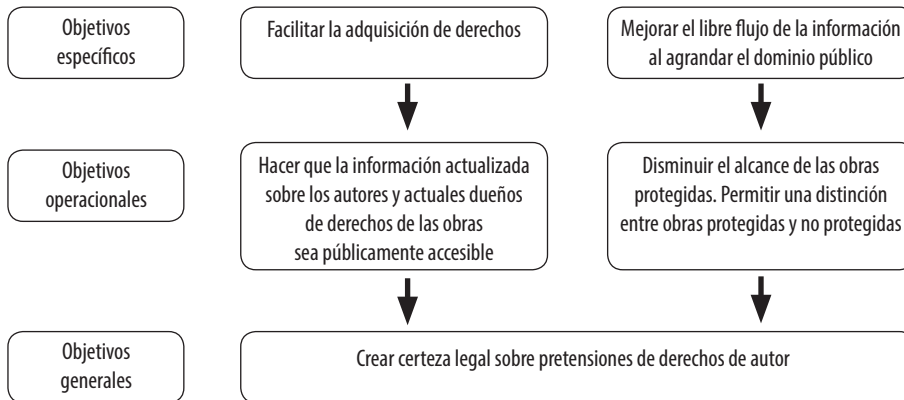 Objetivos
específicos
Facilitar la adquisición de derechos
Mejorar el libre flujo de la información
al agrandar el dominio público
Objetivos
operacionales
Hacer que la información actualizada
sobre los autores y actuales dueños
de derechos de las obras
sea públicamente accesible
Disminuir el alcance de las obras
protegidas. Permitir una distinción
entre obras protegidas y no protegidas
Objetivos
generales
Crear certeza legal sobre pretensiones de derechos de autor